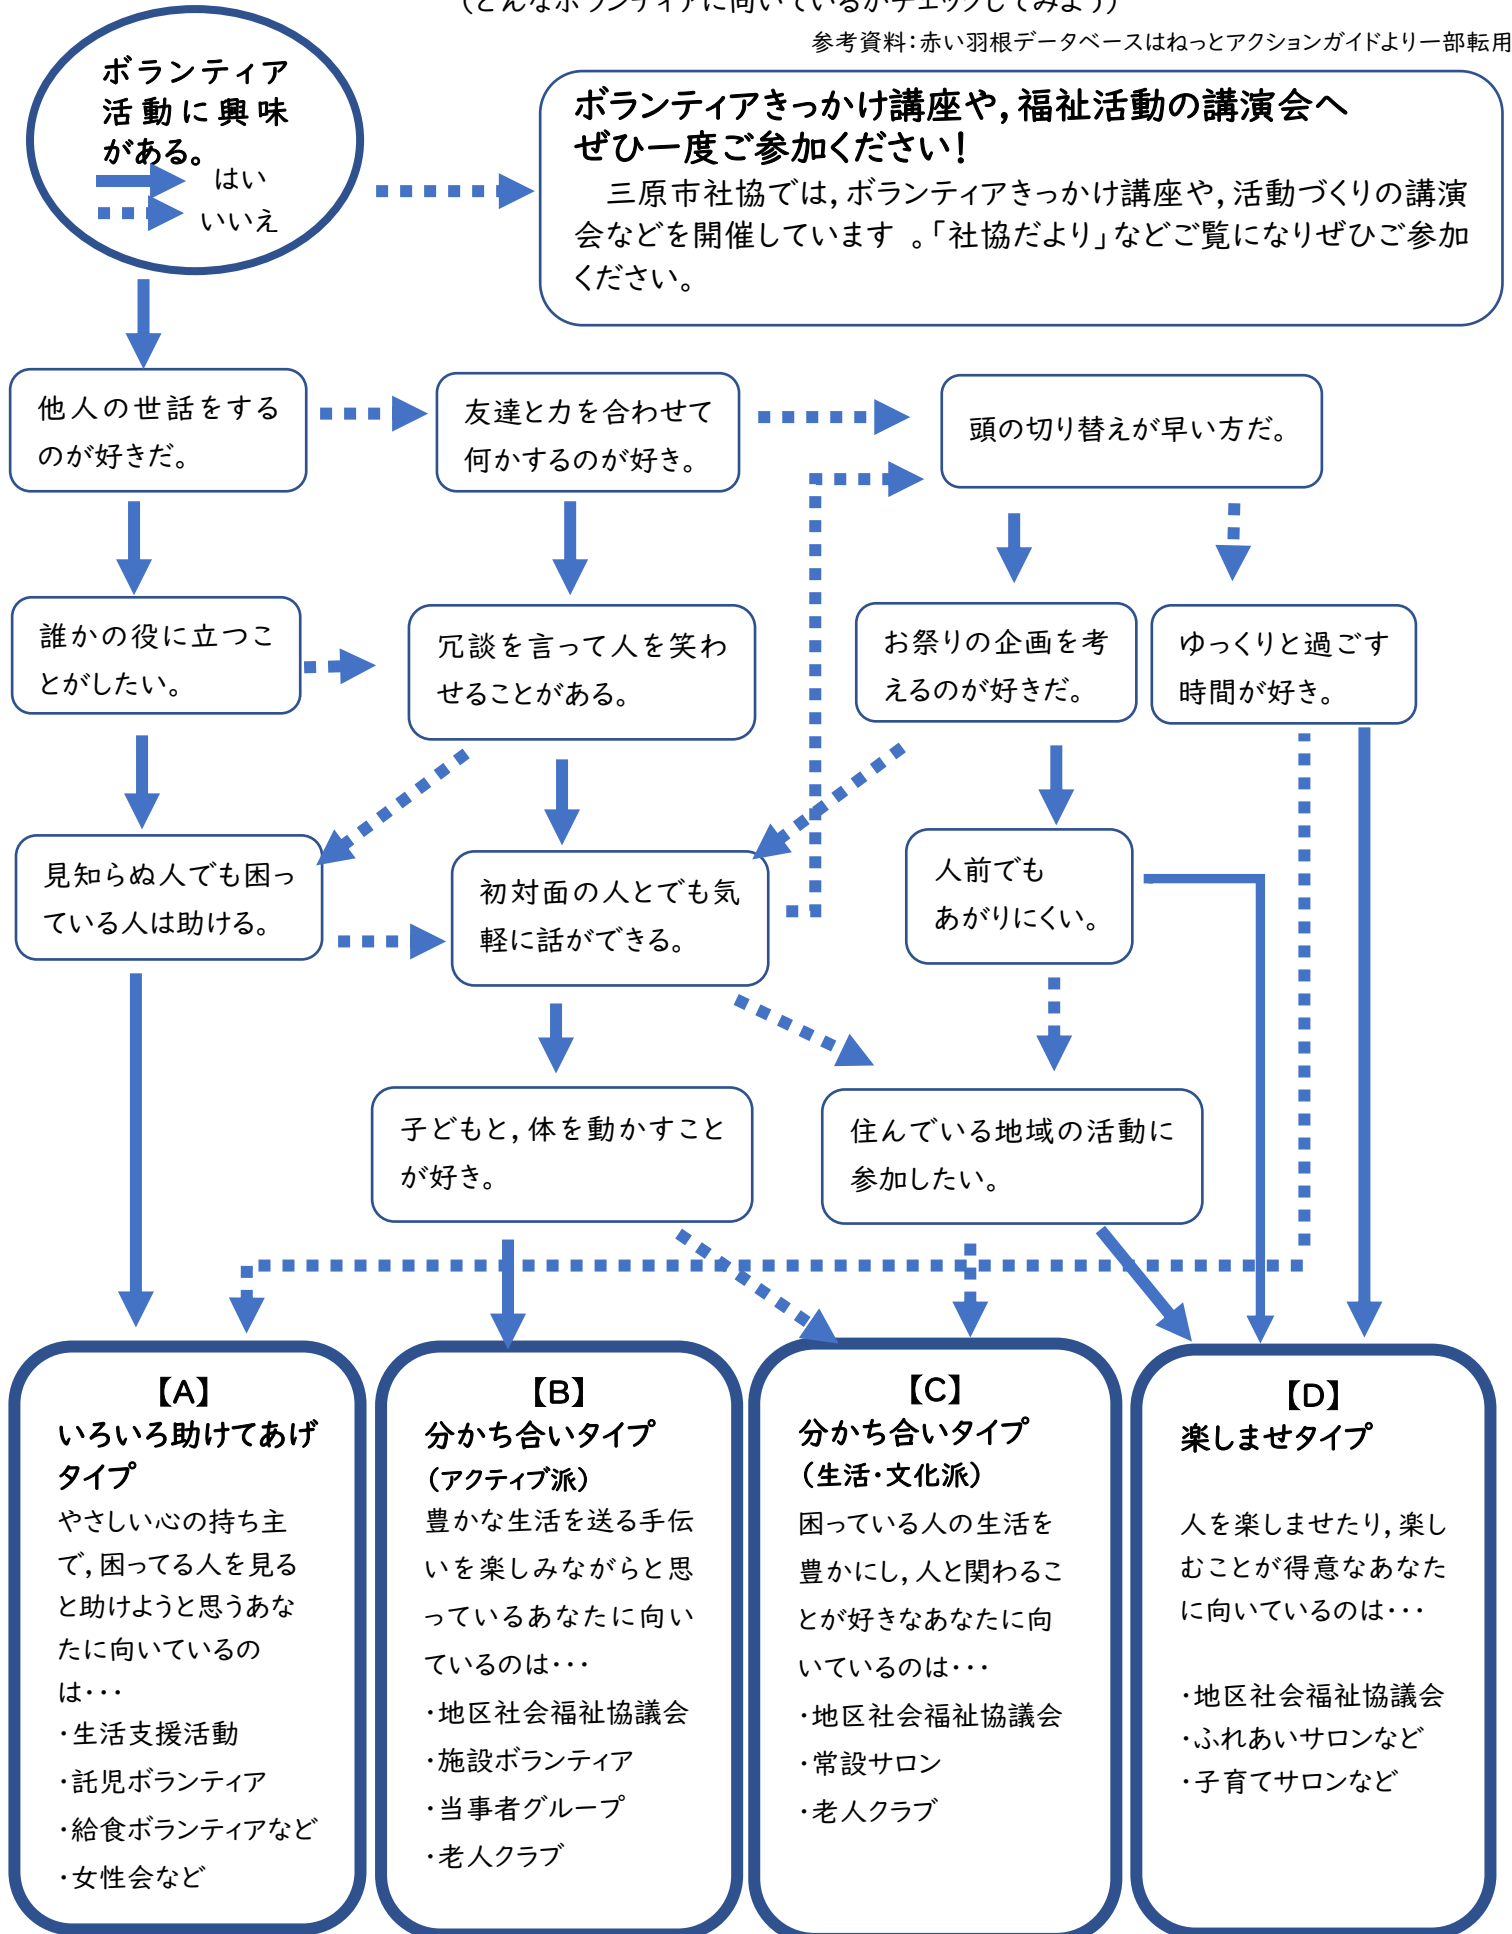 (どんなボランティアに向いているかチェックしてみよう)
参考資料：赤い羽根データベースはねっとアクションガイドより一部転用
ボランティア
活動に興味
がある。
はい
いいえ
ボランティアきっかけ講座や,福祉活動の講演会へ
ぜひ一度ご参加ください！
三原市社協では,ボランティアきっかけ講座や,活動づくりの講演
会などを開催しています 。「社協だより」などご覧になりぜひご参加
ください。
他人の世話をする
のが好きだ。
友達と力を合わせて
何かするのが好き。
頭の切り替えが早い方だ。
誰かの役に立つこ
とがしたい。
冗談を言って人を笑わ
せることがある。
お祭りの企画を考
えるのが好きだ。
ゆっくりと過ごす
時間が好き。
見知らぬ人でも困っ
ている人は助ける。
初対面の人とでも気
軽に話ができる。
人前でも
あがりにくい。
子どもと,体を動かすこと
が好き。
住んでいる地域の活動に
参加したい。
【A】
いろいろ助けてあげ
タイプ
やさしい心の持ち主
で,困ってる人を見る
と助けようと思うあな
たに向いているの
は・・・
・生活支援活動
・託児ボランティア
・給食ボランティアなど
・女性会など
【B】
分かち合いタイプ
（アクティブ派）
豊かな生活を送る手伝
いを楽しみながらと思
っているあなたに向い
ているのは・・・
・地区社会福祉協議会
・施設ボランティア
・当事者グループ
・老人クラブ
【C】
分かち合いタイプ
（生活・文化派）
困っている人の生活を
豊かにし,人と関わるこ
とが好きなあなたに向
いているのは・・・
・地区社会福祉協議会
・常設サロン
・老人クラブ
【D】
楽しませタイプ
人を楽しませたり,楽し
むことが得意なあなた
に向いているのは・・・
・地区社会福祉協議会
・ふれあいサロンなど
・子育てサロンなど